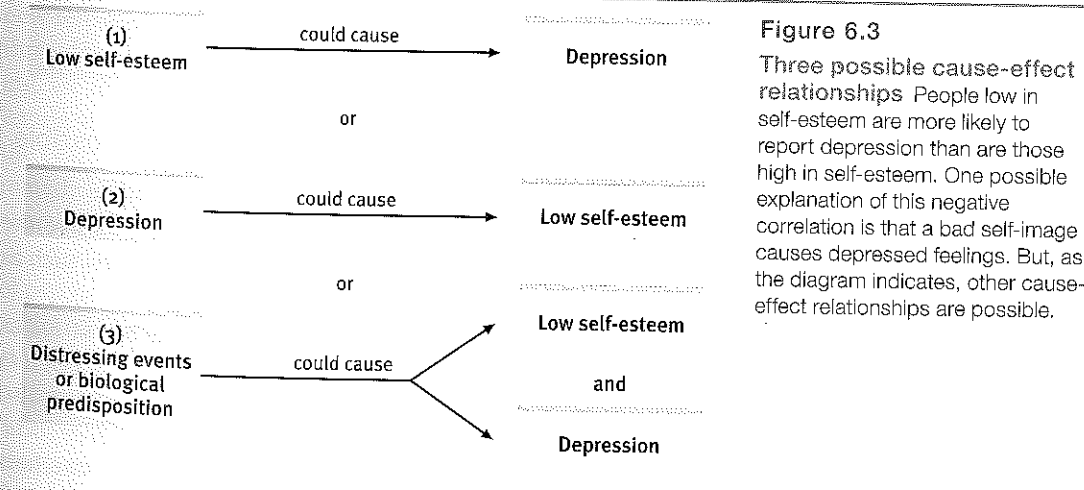 (1)
Low self-esteem
could cause
Depression
or
(2)
Depression
could cause
Low self-esteem
or
(3)
Distressing events
or biological
predisposition
could cause
Low self-esteem
and
Depression
Figure 6.3
Three possible cause-effect
relationships People low in
self-esteem are more likely to
report depression than are those
high in self-esteem. One possible
explanation of this negative
correlation is that a bad self-image
causes depressed feelings. But, as
the diagram indicates, other cause-
effect relationships are possible.